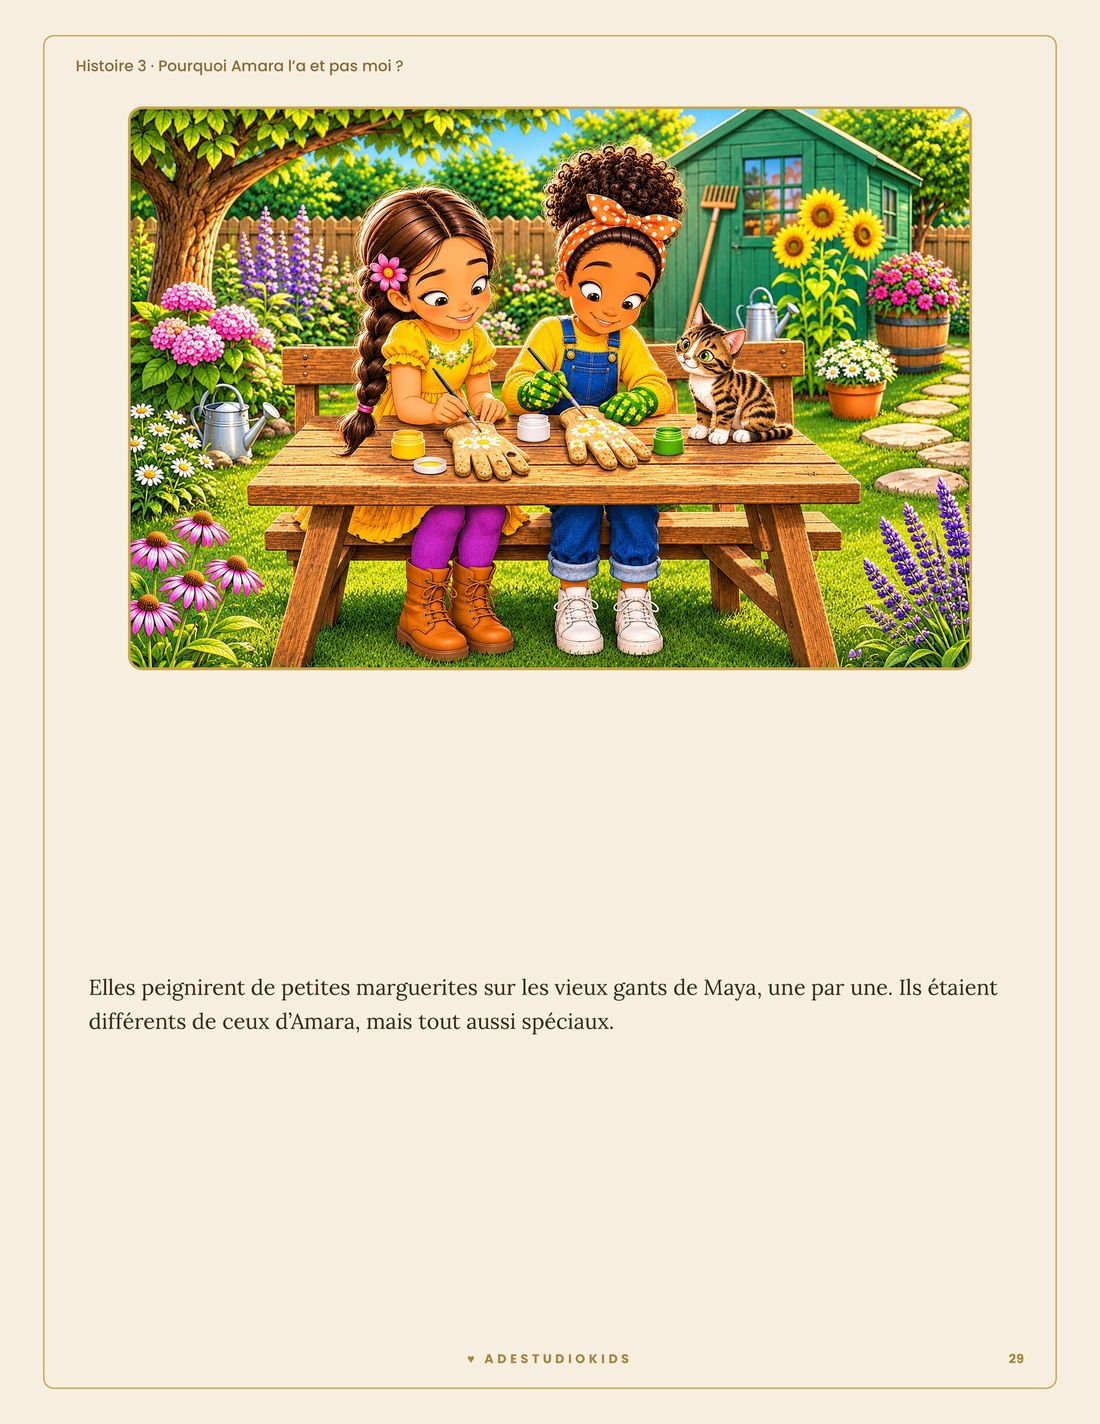 Histoire 3 · Pourquoi Amara l’a et pas moi ?
Elles peignirent de petites marguerites sur les vieux gants de Maya, une par une. Ils étaient
différents de ceux d’Amara, mais tout aussi spéciaux.
♥ ADESTUDIOKIDS
29